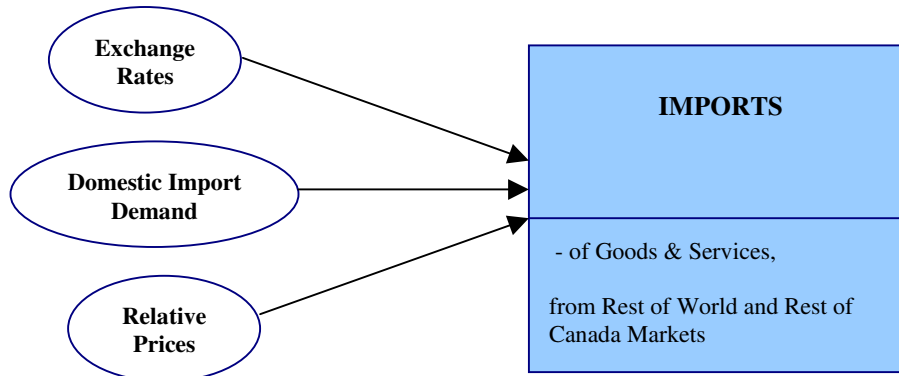 Exchange
Rates
Domestic Import
Demand
Relative
Prices
IMPORTS
- of Goods & Services,
from Rest of World and Rest of
Canada Markets